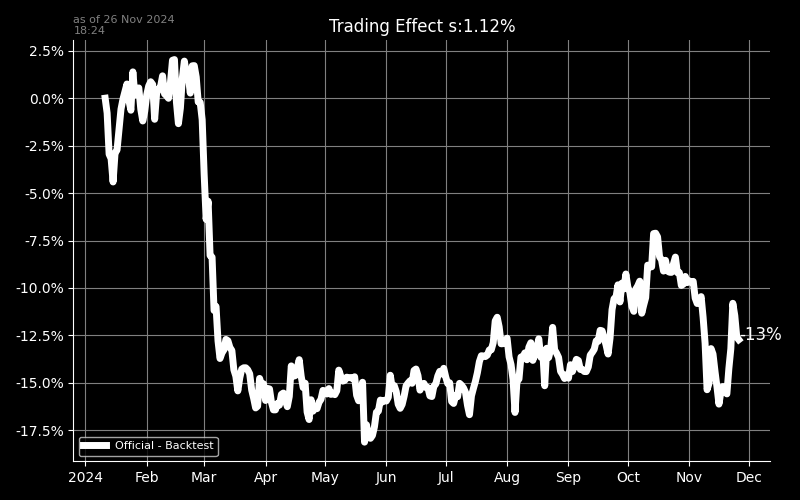 as of 26 Nov 2024
18:24
Trading Effect s:1.12%
2.5%
0.0%
-2.5%
-5.0%
-7.5%
-10.0%
-12.5%
-15.0%
-17.5%
-13%
Official - Backtest
2024 Feb Mar Apr May Jun Jul Aug Sep Oct Nov Dec